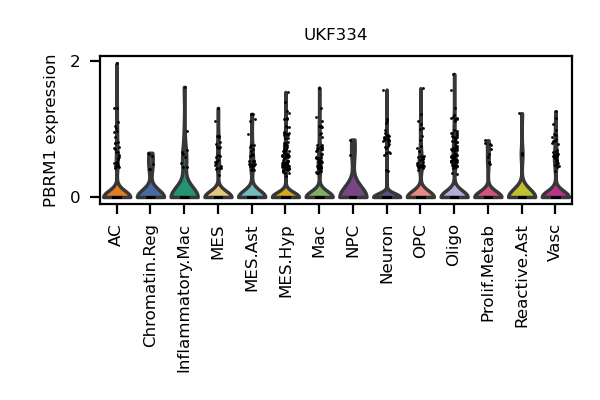 UKF334
PBRM1 expression
2
0
AC
Chromatin.Reg
Inflammatory.Mac
MES
MES.Ast
MES.Hyp
Mac
NPC
Neuron
OPC
Oligo
Prolif.Metab
Reactive.Ast
Vasc